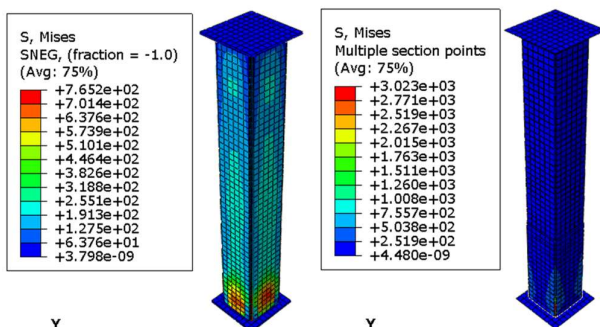 S, Mises
SNEG, (fraction = -1.0)
(Avg: 75%)
+7.652e+02
+7.014e+02
+6.376e+02
+5.739e+02
+5.101e+02
+4.464e+02
+3.826e+02
+3.188e+02
+2.551e+02
+1.913e+02
+1.275e+02
+6.376e+01
+3.798e-09
Y
S, Mises
Multiple section points
(Avg: 75%)
+3.023e+03
+2.771e+03
+2.519e+03
+2.267e+03
+2.015e+03
+1.763e+03
+1.511e+03
+1.260e+03
+1.008e+03
+7.557e+02
+5.038e+02
+2.519e+02
+4.480e-09
Y